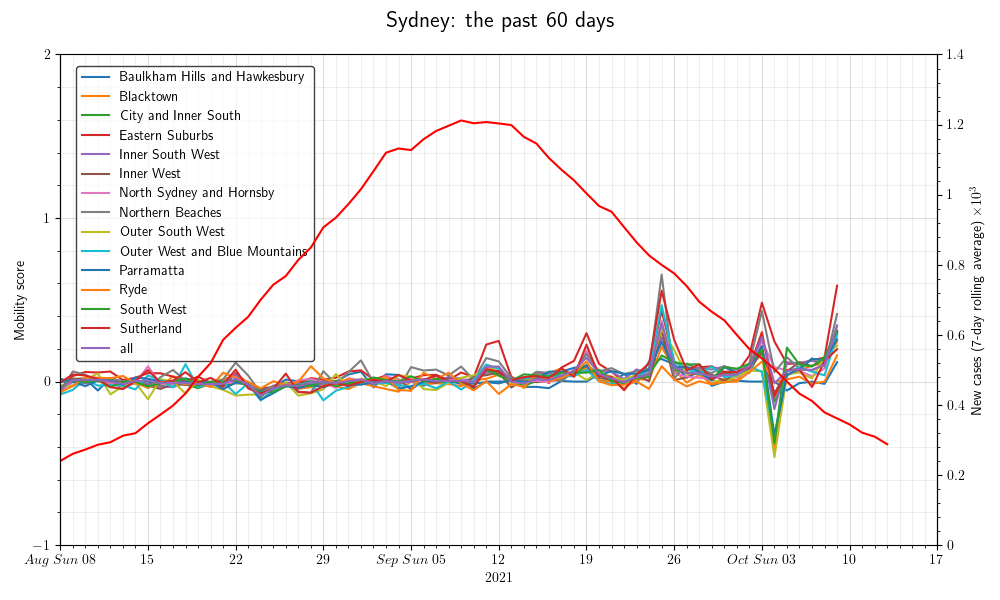 Sydney: the past 60 days
2
1
0
−1
Mobility score
Baulkham Hills and Hawkesbury
Blacktown
City and Inner South
Eastern Suburbs
Inner South West
Inner West
North Sydney and Hornsby
Northern Beaches
Outer South West
Outer West and Blue Mountains
Parramatta
Ryde
South West
Sutherland
all
1.4
1.2
1
0.8
0.6
0.4
0.2
0
New cases (7-day rolling average) ×10³
Aug Sun 08 15 22 29 Sep Sun 05 12 19 26 Oct Sun 03 10 17
2021